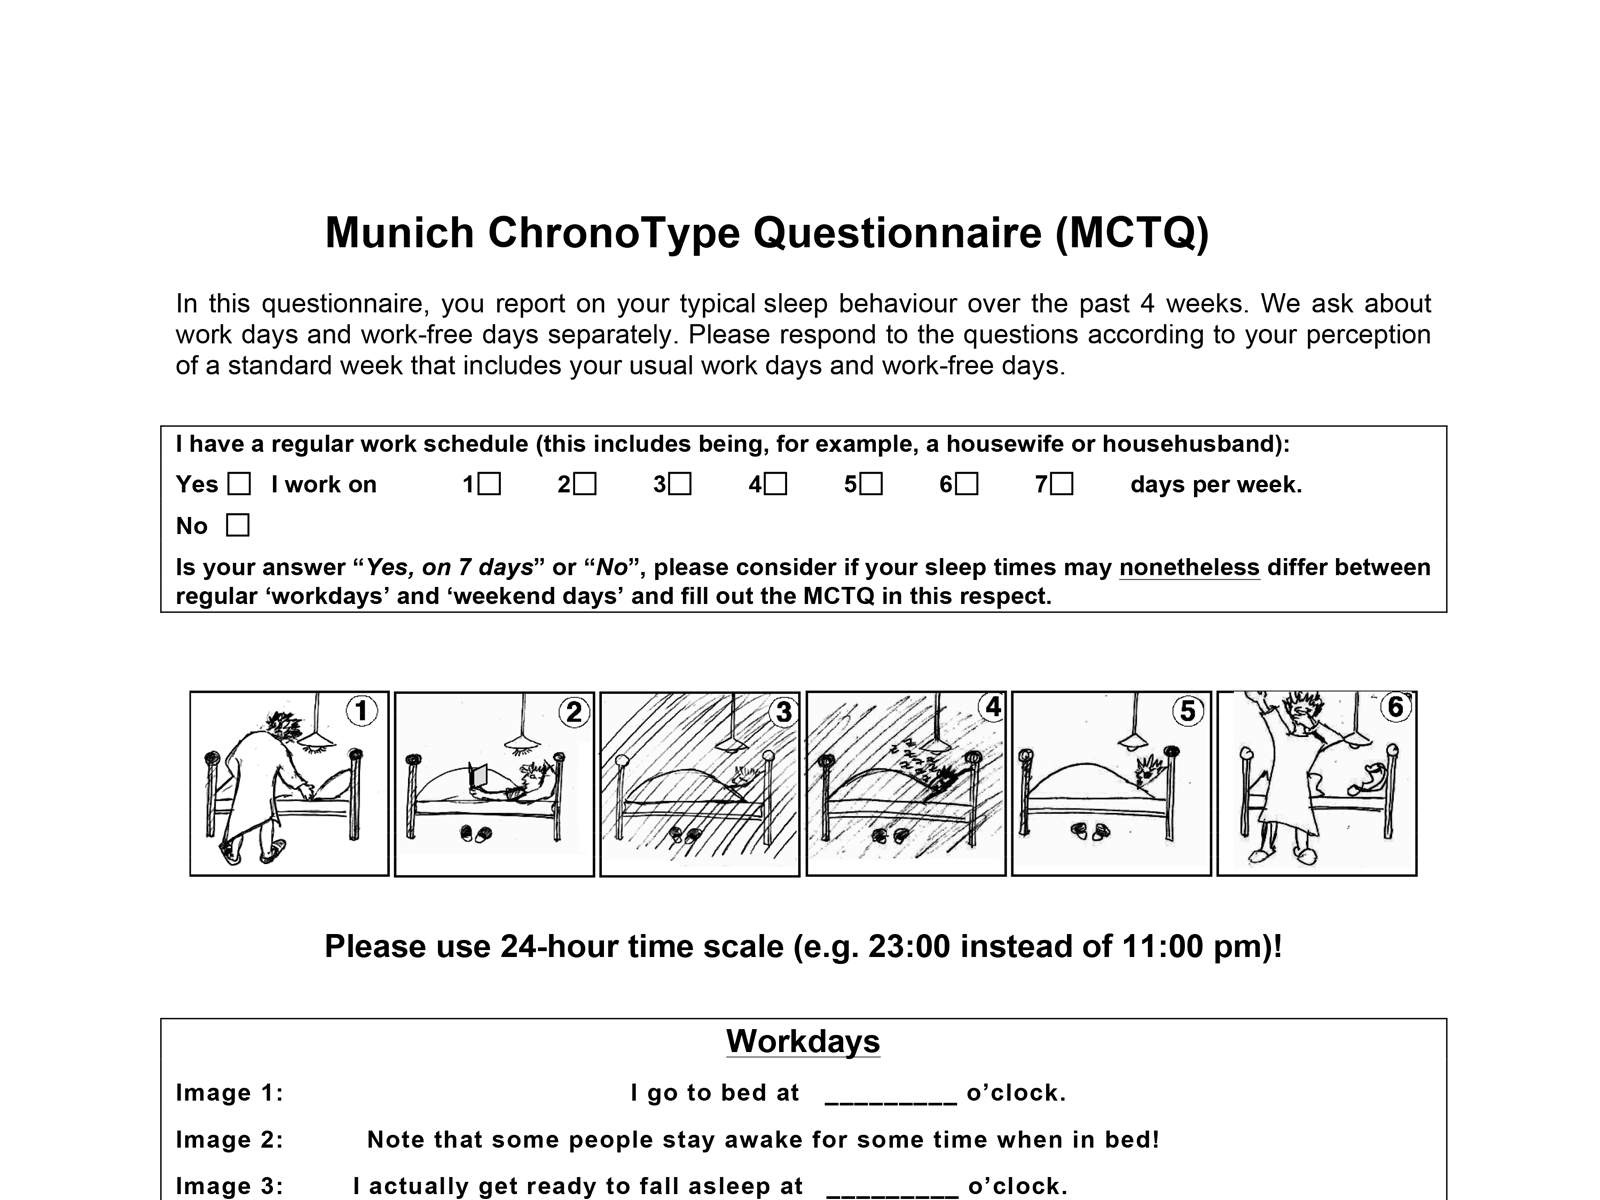 Munich ChronoType Questionnaire (MCTQ)
In this questionnaire, you report on your typical sleep behaviour over the past 4 weeks. We ask about
work days and work-free days separately. Please respond to the questions according to your perception
of a standard week that includes your usual work days and work-free days.
I have a regular work schedule (this includes being, for example, a housewife or househusband):
Yes ☐ I work on 1☐ 2☐ 3☐ 4☐ 5☐ 6☐ 7☐ days per week.
No ☐
Is your answer “Yes, on 7 days” or “No”, please consider if your sleep times may nonetheless differ between
regular ‘workdays’ and ‘weekend days’ and fill out the MCTQ in this respect.
1 2 3 4 5 6
Please use 24-hour time scale (e.g. 23:00 instead of 11:00 pm)!
Workdays
Image 1: I go to bed at _________ o’clock.
Image 2: Note that some people stay awake for some time when in bed!
Image 3: I actually get ready to fall asleep at _________ o’clock.